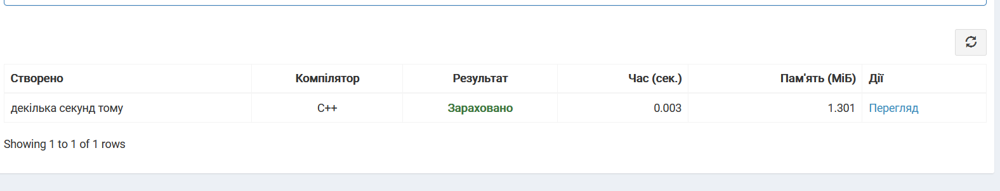 Створено Компілятор Результат Час (сек.) Пам'ять (МіБ) Дії
декілька секунд тому C++ Зараховано 0.003 1.301 Перегляд
Showing 1 to 1 of 1 rows